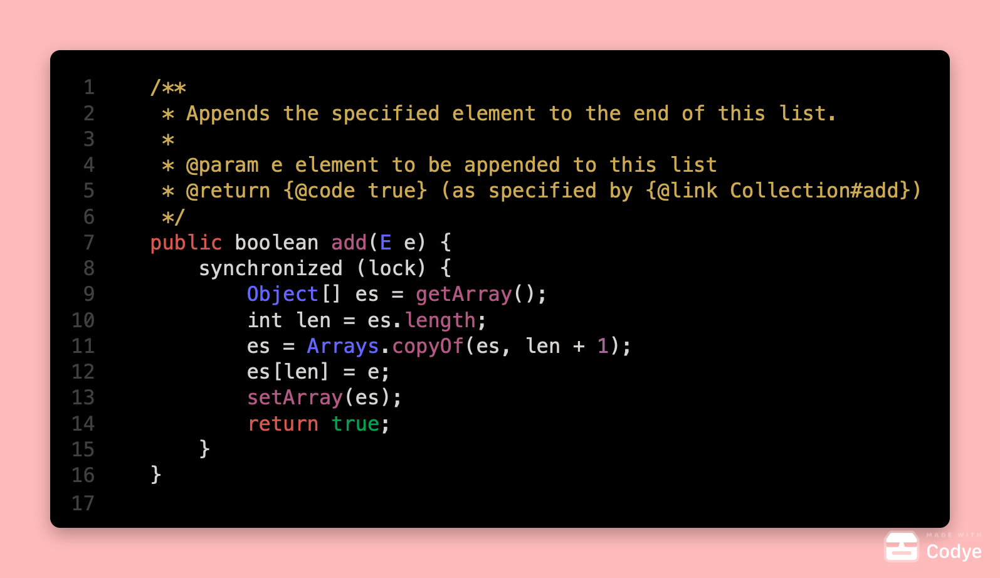 1 /**
2 * Appends the specified element to the end of this list.
3 *
4 * @param e element to be appended to this list
5 * @return {@code true} (as specified by {@link Collection#add})
6 */
7 public boolean add(E e) {
8 synchronized (lock) {
9 Object[] es = getArray();
10 int len = es.length;
11 es = Arrays.copyOf(es, len + 1);
12 es[len] = e;
13 setArray(es);
14 return true;
15 }
16 }
17
MADE WITH
Codye